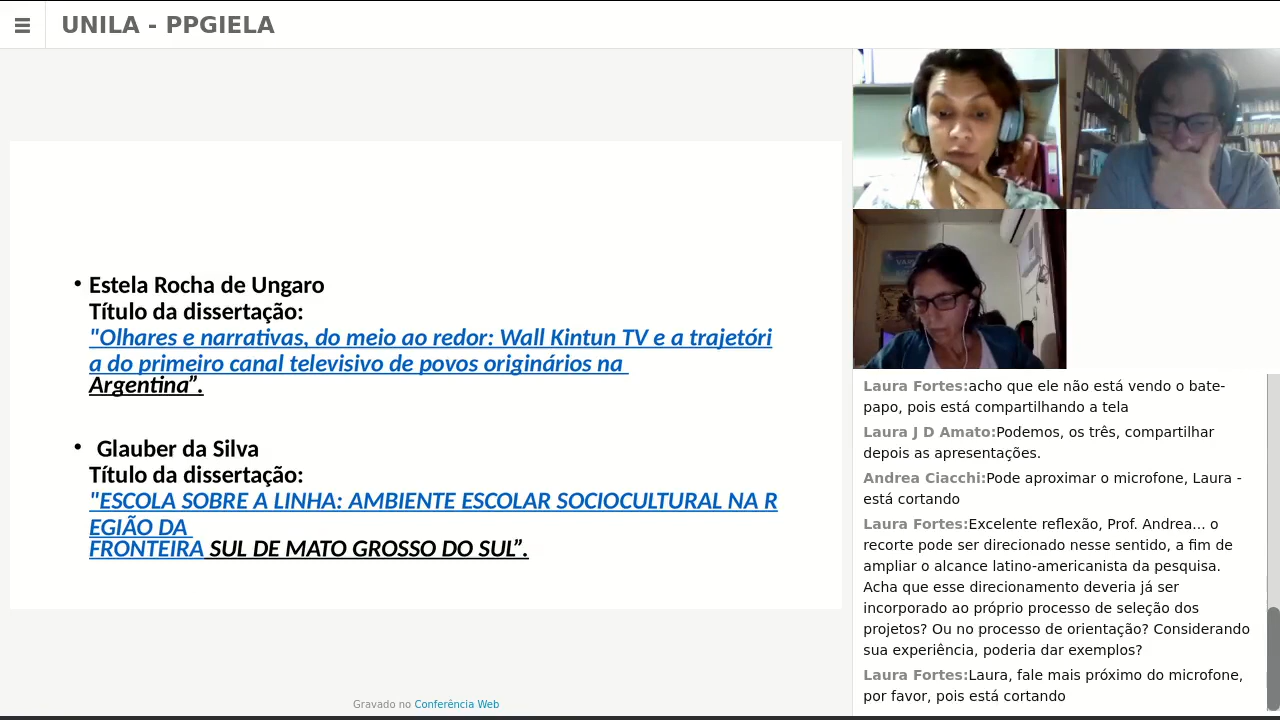 UNILA - PPGIELA
• Estela Rocha de Ungaro
Título da dissertação:
"Olhares e narrativas, do meio ao redor: Wall Kintun TV e a trajetóri
a do primeiro canal televisivo de povos originários na
Argentina”.
• Glauber da Silva
Título da dissertação:
"ESCOLA SOBRE A LINHA: AMBIENTE ESCOLAR SOCIOCULTURAL NA R
EGIÃO DA
FRONTEIRA SUL DE MATO GROSSO DO SUL”.
Gravado no Conferência Web
Laura Fortes:acho que ele não está vendo o bate-
papo, pois está compartilhando a tela
Laura J D Amato:Podemos, os três, compartilhar
depois as apresentações.
Andrea Ciacchi:Pode aproximar o microfone, Laura -
está cortando
Laura Fortes:Excelente reflexão, Prof. Andrea... o
recorte pode ser direcionado nesse sentido, a fim de
ampliar o alcance latino-americanista da pesquisa.
Acha que esse direcionamento deveria já ser
incorporado ao próprio processo de seleção dos
projetos? Ou no processo de orientação? Considerando
sua experiência, poderia dar exemplos?
Laura Fortes:Laura, fale mais próximo do microfone,
por favor, pois está cortando